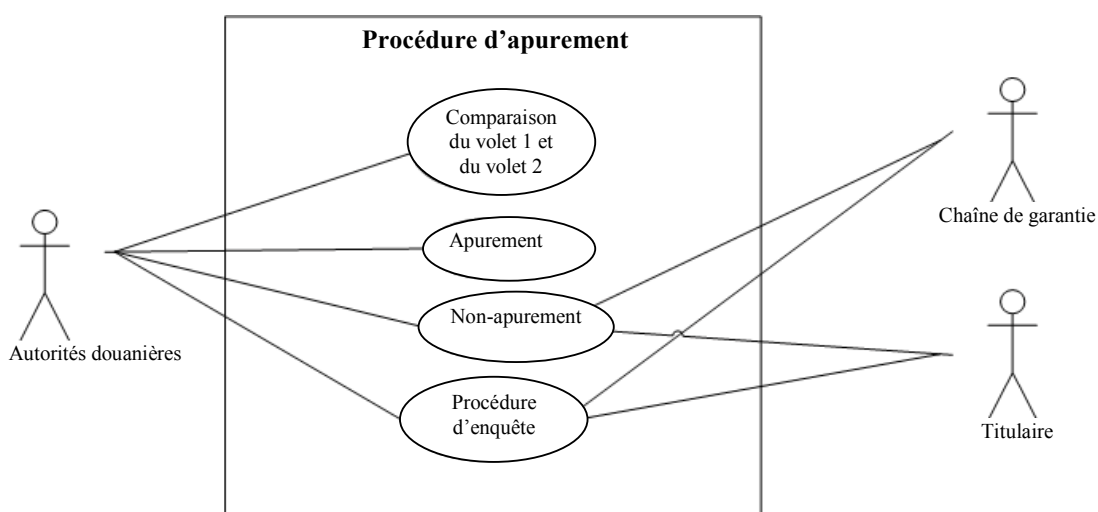 Procédure d’apurement
Comparaison
du volet 1 et
du volet 2
Chaîne de garantie
Apurement
Non-apurement
Autorités douanières
Procédure
d’enquête
Titulaire